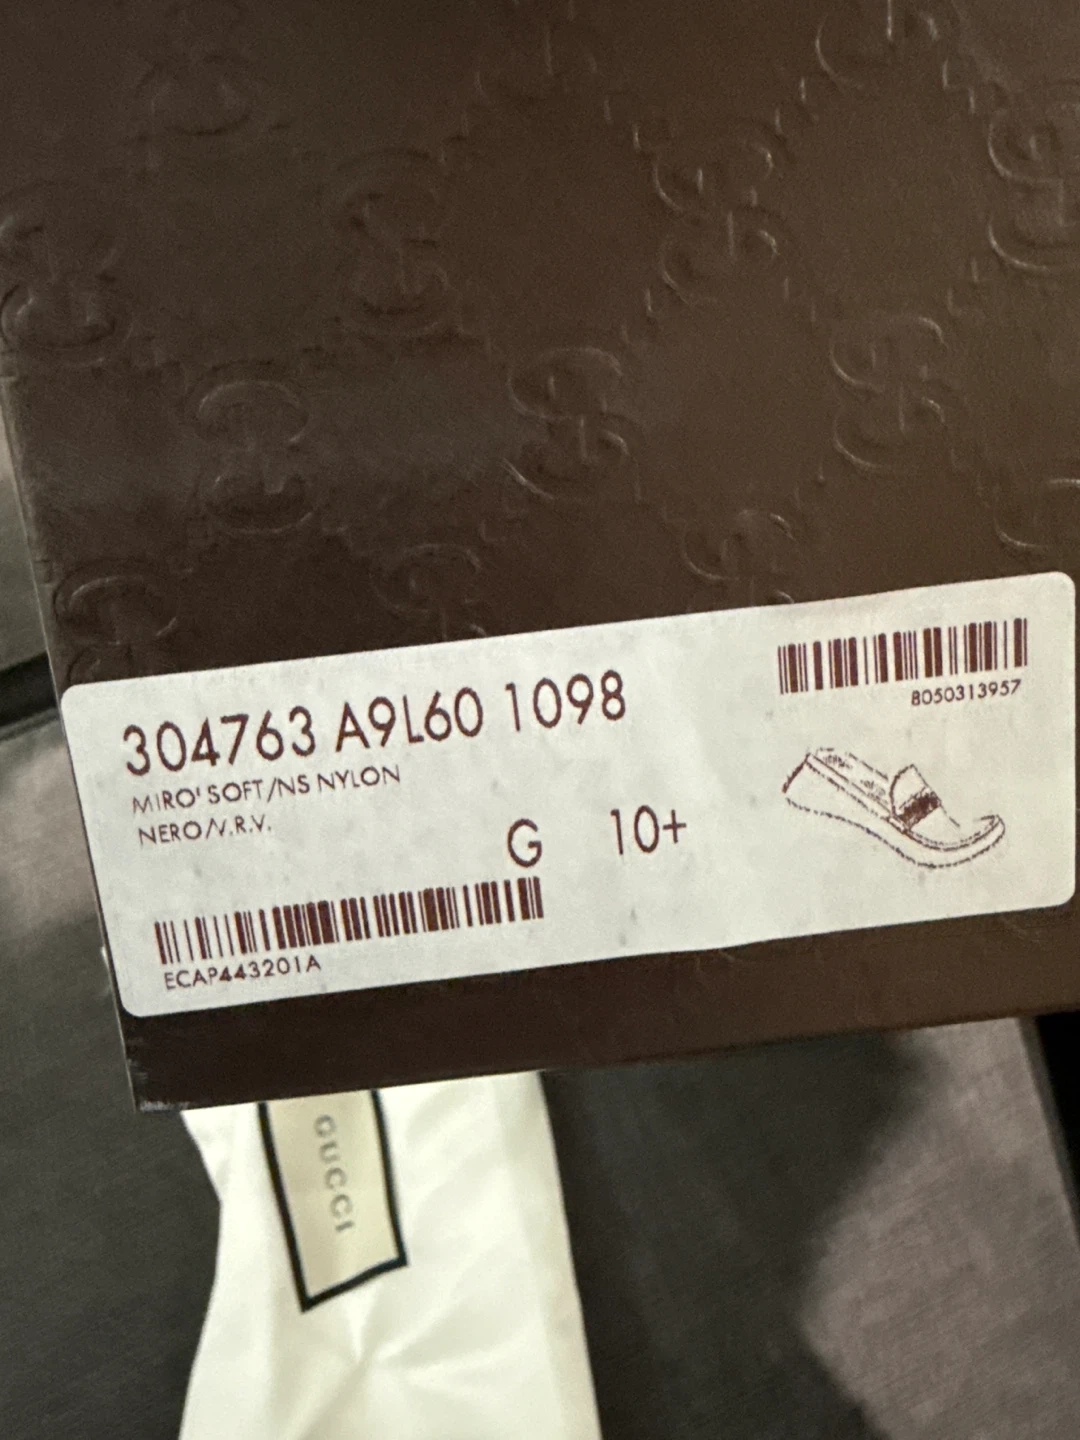 304763 A9L60 1098
MIRO' SOFT/NS NYLON
NERO/V.R.V.
G 10+
ECAP443201A
8050313957
GUCCI